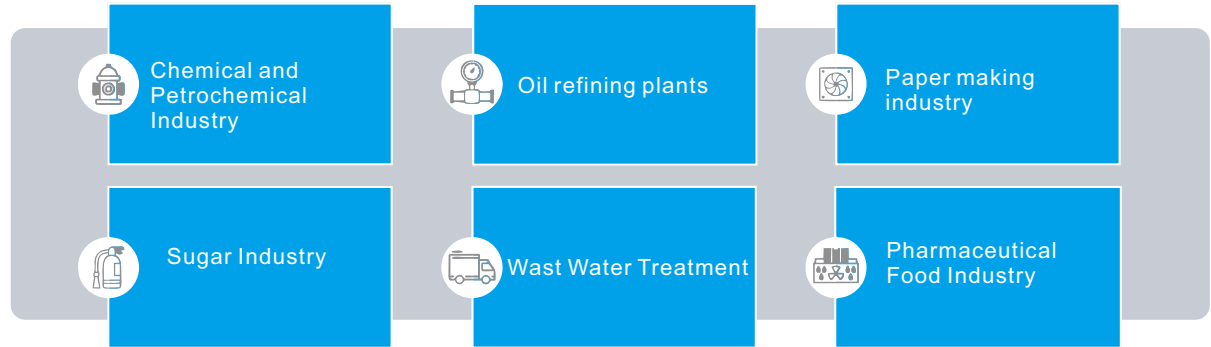 Chemical and
Petrochemical
Industry
Oil refining plants
Paper making
industry
Sugar Industry
Wast Water Treatment
Pharmaceutical
Food Industry